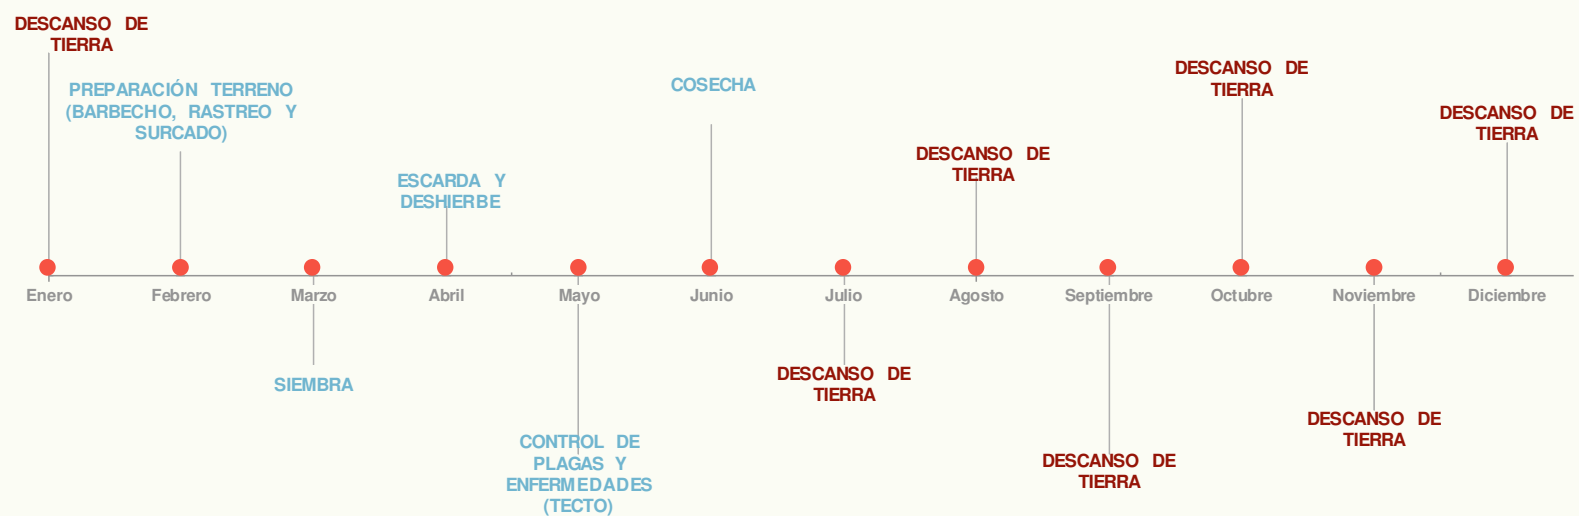 DESCANSO DE
TIERRA
PREPARACIÓN TERRENO
(BARBECHO, RASTREO Y
SURCADO)
ESCARDA Y
DESHIERBE
COSECHA
DESCANSO DE
TIERRA
DESCANSO DE
TIERRA
DESCANSO DE
TIERRA
Enero Febrero Marzo Abril Mayo Junio Julio Agosto Septiembre Octubre Noviembre Diciembre
SIEMBRA
CONTROL DE
PLAGAS Y
ENFERMEDADES
(TECTO)
DESCANSO DE
TIERRA
DESCANSO DE
TIERRA
DESCANSO DE
TIERRA